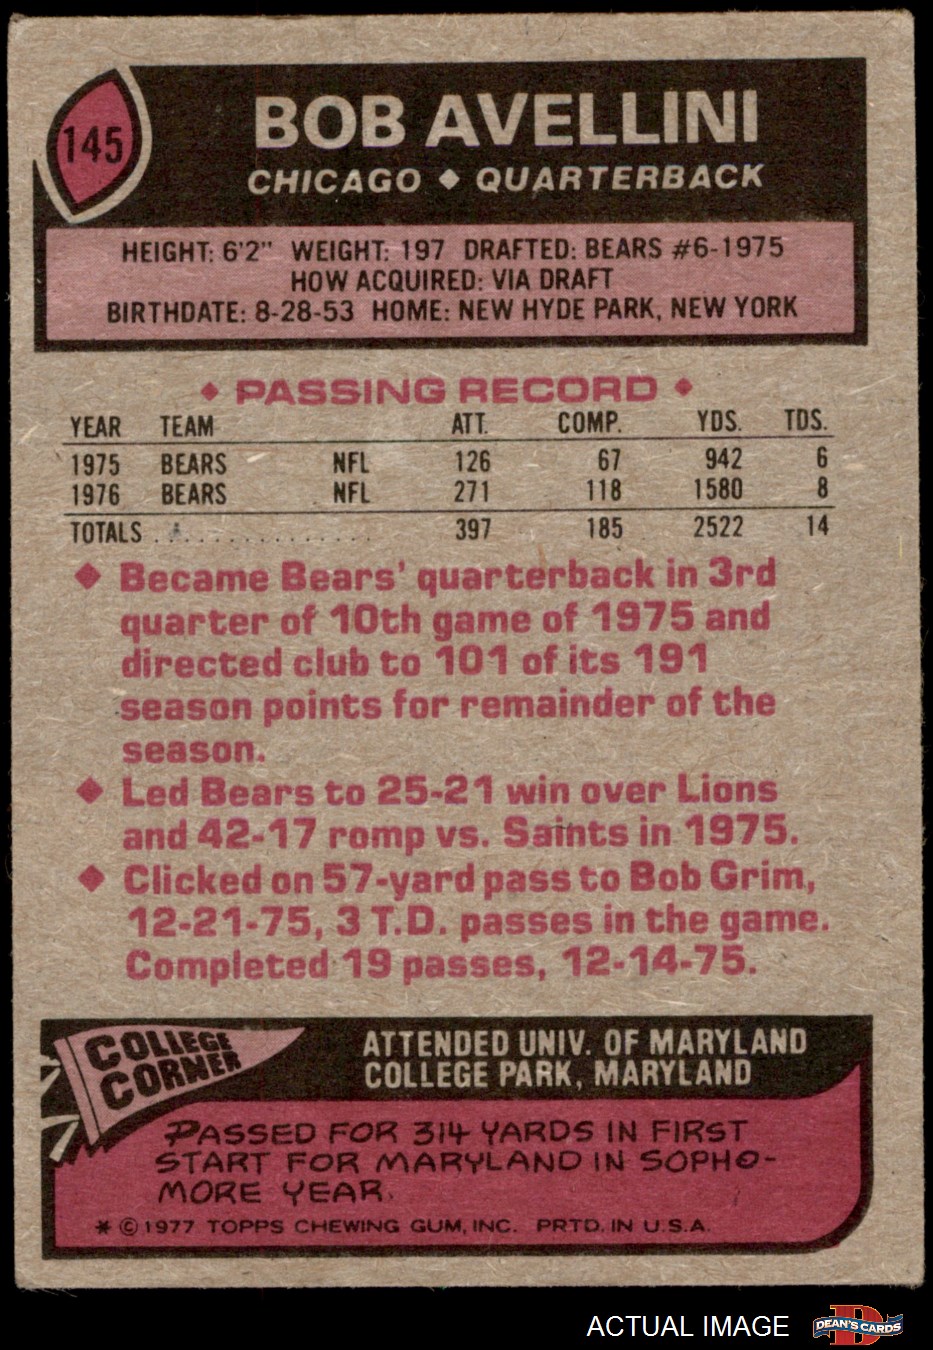 145
BOB AVELLINI
CHICAGO ◆ QUARTERBACK
HEIGHT: 6'2" WEIGHT: 197 DRAFTED: BEARS #6-1975
HOW ACQUIRED: VIA DRAFT
BIRTHDATE: 8-28-53 HOME: NEW HYDE PARK, NEW YORK
◆ PASSING RECORD ◆
YEAR TEAM ATT. COMP. YDS. TDS.
1975 BEARS NFL 126 67 942 6
1976 BEARS NFL 271 118 1580 8
TOTALS . . . . . . . . . . . . . . . 397 185 2522 14
◆ Became Bears' quarterback in 3rd
quarter of 10th game of 1975 and
directed club to 101 of its 191
season points for remainder of the
season.
◆ Led Bears to 25-21 win over Lions
and 42-17 romp vs. Saints in 1975.
◆ Clicked on 57-yard pass to Bob Grim,
12-21-75, 3 T.D. passes in the game.
Completed 19 passes, 12-14-75.
COLLEGE
CORNER
ATTENDED UNIV. OF MARYLAND
COLLEGE PARK, MARYLAND
PASSED FOR 314 YARDS IN FIRST
START FOR MARYLAND IN SOPHO-
MORE YEAR.
* © 1977 TOPPS CHEWING GUM, INC. PRTD. IN U.S.A.
ACTUAL IMAGE
D
DEAN'S CARDS